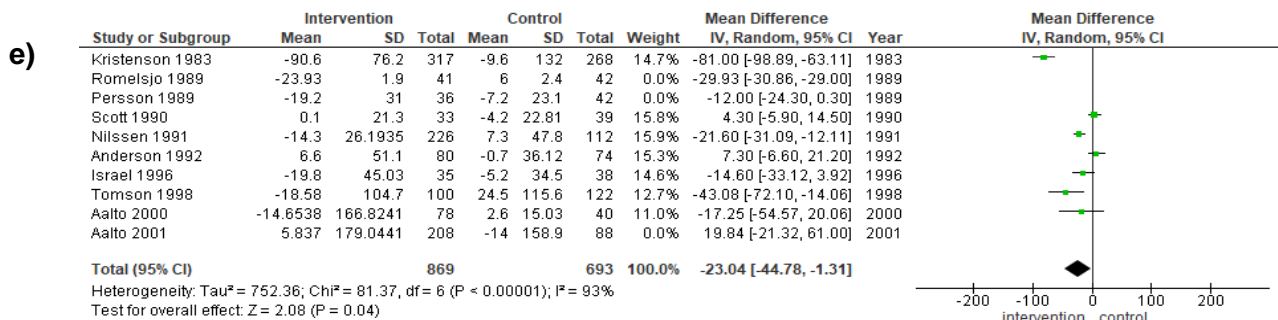 e)
Intervention Control Mean Difference Mean Difference
Study or Subgroup Mean SD Total Mean SD Total Weight IV, Random, 95% CI Year IV, Random, 95% CI
Kristenson 1983 -90.6 76.2 317 -9.6 132 268 14.7% -81.00 [-98.89, -63.11] 1983
Romelsjo 1989 -23.93 1.9 41 6 2.4 42 0.0% -29.93 [-30.86, -29.00] 1989
Persson 1989 -19.2 31 36 -7.2 23.1 42 0.0% -12.00 [-24.30, 0.30] 1989
Scott 1990 0.1 21.3 33 -4.2 22.81 39 15.8% 4.30 [-5.90, 14.50] 1990
Nilssen 1991 -14.3 26.1935 226 7.3 47.8 112 15.9% -21.60 [-31.09, -12.11] 1991
Anderson 1992 6.6 51.1 80 -0.7 36.12 74 15.3% 7.30 [-6.60, 21.20] 1992
Israel 1996 -19.8 45.03 35 -5.2 34.5 38 14.6% -14.60 [-33.12, 3.92] 1996
Tomson 1998 -18.58 104.7 100 24.5 115.6 122 12.7% -43.08 [-72.10, -14.06] 1998
Aalto 2000 -14.6538 166.8241 78 2.6 15.03 40 11.0% -17.25 [-54.57, 20.06] 2000
Aalto 2001 5.837 179.0441 208 -14 158.9 88 0.0% 19.84 [-21.32, 61.00] 2001
Total (95% CI) 869 693 100.0% -23.04 [-44.78, -1.31]
Heterogeneity: Tau² = 752.36; Chi² = 81.37, df = 6 (P < 0.00001); I² = 93%
Test for overall effect: Z = 2.08 (P = 0.04)
-200 -100 0 100 200
intervention control